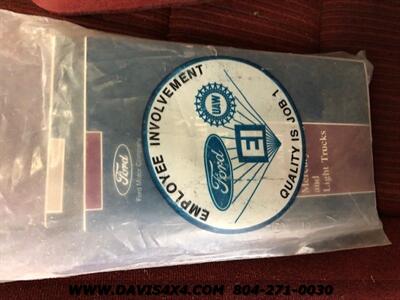 EMPLOYEE INVOLVEMENT
UAW
EI
Ford
QUALITY IS JOB 1
Ford
Ford Motor Company
and
Light Trucks
WWW.DAVIS4X4.COM 804-271-0030